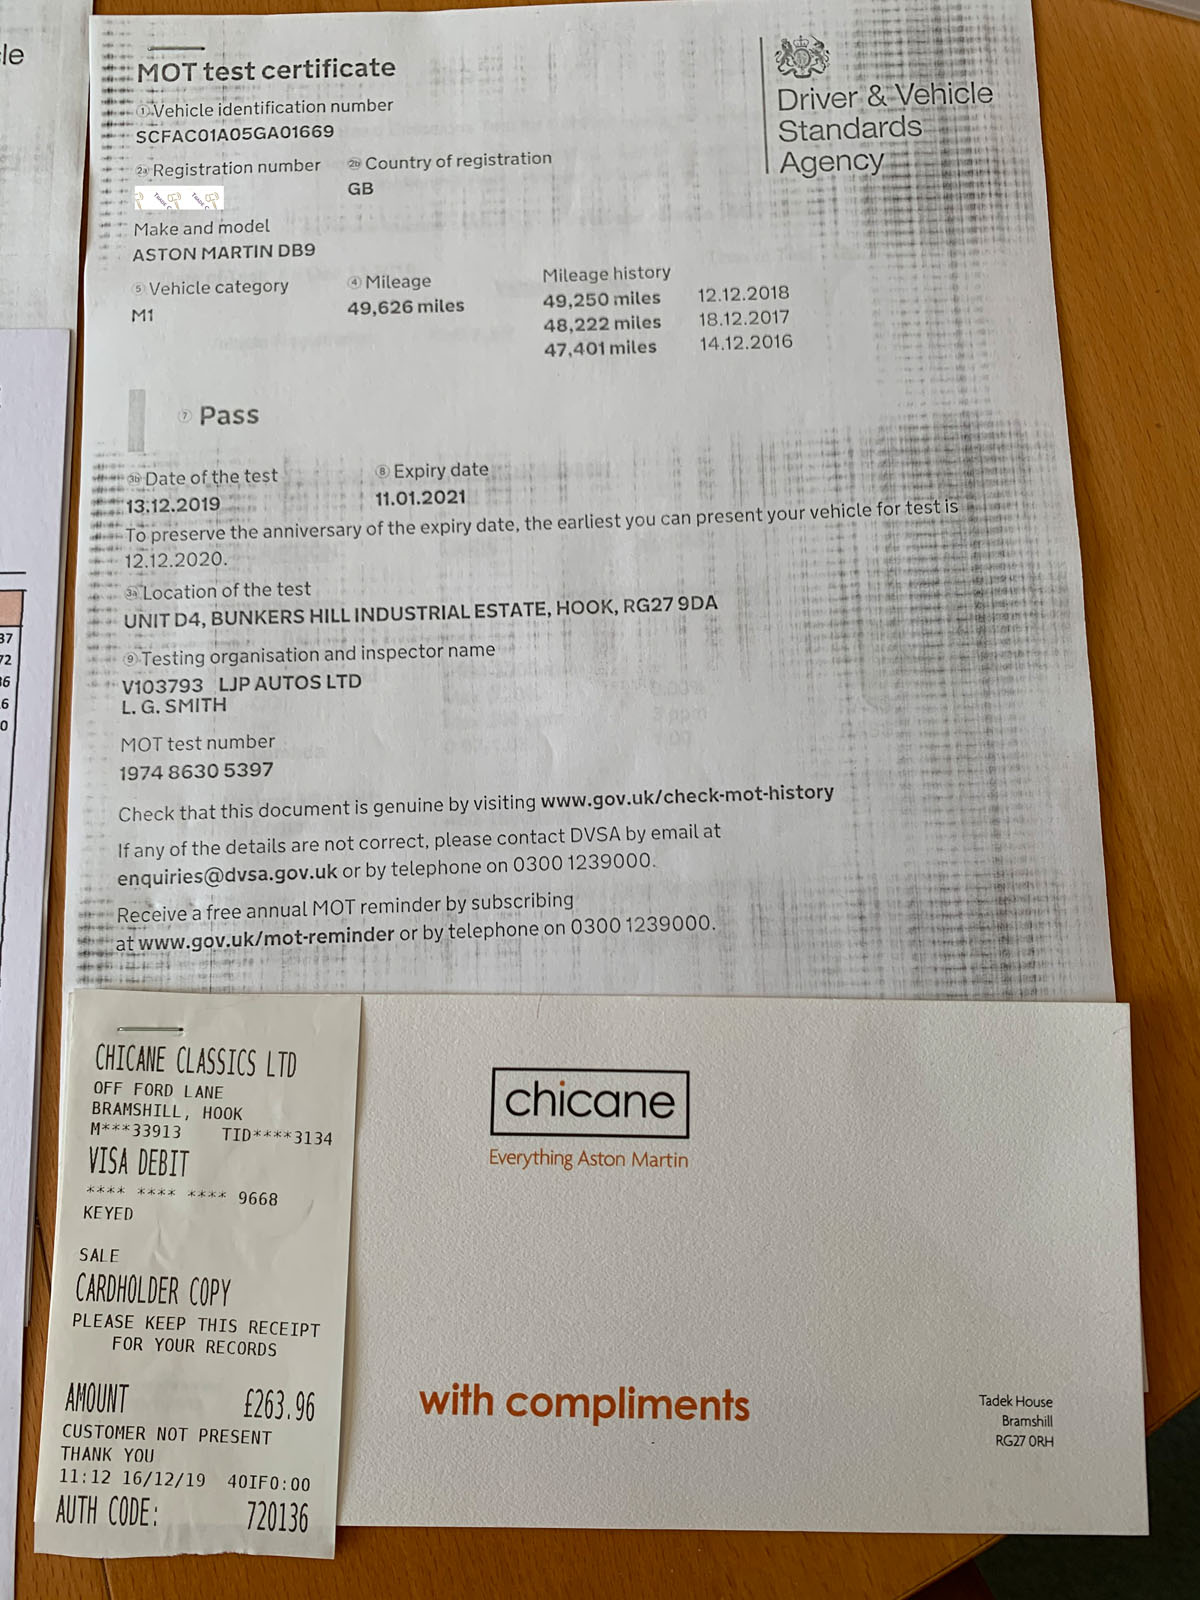 le
MOT test certificate
1 Vehicle identification number
SCFAC01A05GA01669
2a Registration number
2b Country of registration
GB
Make and model
ASTON MARTIN DB9
5 Vehicle category
M1
4 Mileage
49,626 miles
Mileage history
49,250 miles 12.12.2018
48,222 miles 18.12.2017
47,401 miles 14.12.2016
Driver & Vehicle
Standards
Agency
7 Pass
3b Date of the test
13.12.2019
8 Expiry date
11.01.2021
To preserve the anniversary of the expiry date, the earliest you can present your vehicle for test is
12.12.2020.
3a Location of the test
UNIT D4, BUNKERS HILL INDUSTRIAL ESTATE, HOOK, RG27 9DA
9 Testing organisation and inspector name
V103793 LJP AUTOS LTD
L. G. SMITH
MOT test number
1974 8630 5397
Check that this document is genuine by visiting www.gov.uk/check-mot-history
If any of the details are not correct, please contact DVSA by email at
enquiries@dvsa.gov.uk or by telephone on 0300 1239000.
Receive a free annual MOT reminder by subscribing
at www.gov.uk/mot-reminder or by telephone on 0300 1239000.
37
72
36
6
0
CHICANE CLASSICS LTD
OFF FORD LANE
BRAMSHILL, HOOK
M***33913 TID****3134
VISA DEBIT
**** **** **** 9668
KEYED
SALE
CARDHOLDER COPY
PLEASE KEEP THIS RECEIPT
FOR YOUR RECORDS
AMOUNT £263.96
CUSTOMER NOT PRESENT
THANK YOU
11:12 16/12/19 40IF0:00
AUTH CODE: 720136
chicane
Everything Aston Martin
with compliments
Tadek House
Bramshill
RG27 0RH